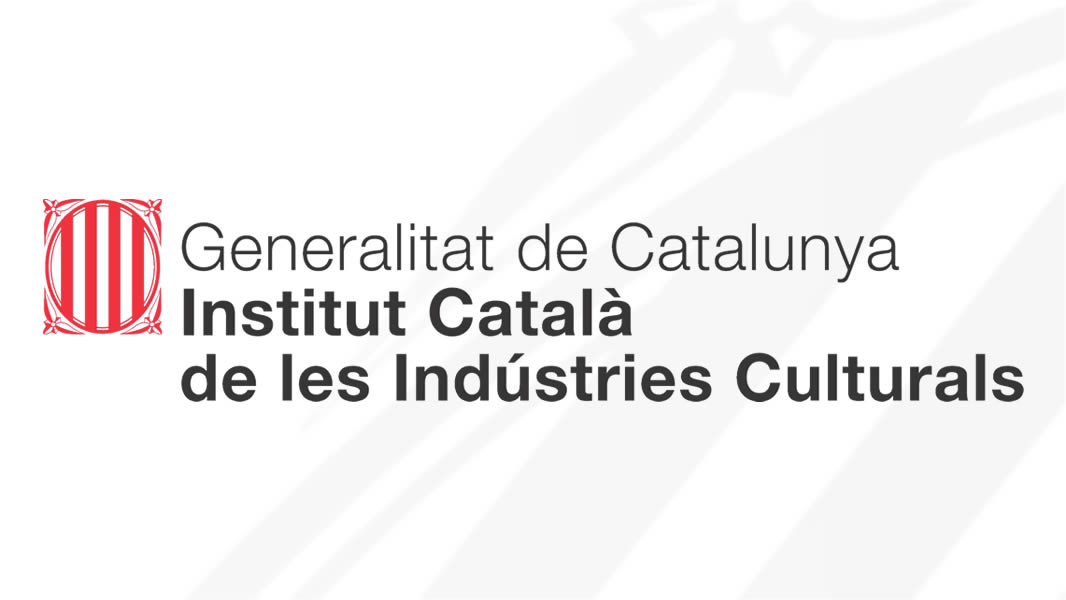 Generalitat de Catalunya
Institut Català
de les Indústries Culturals